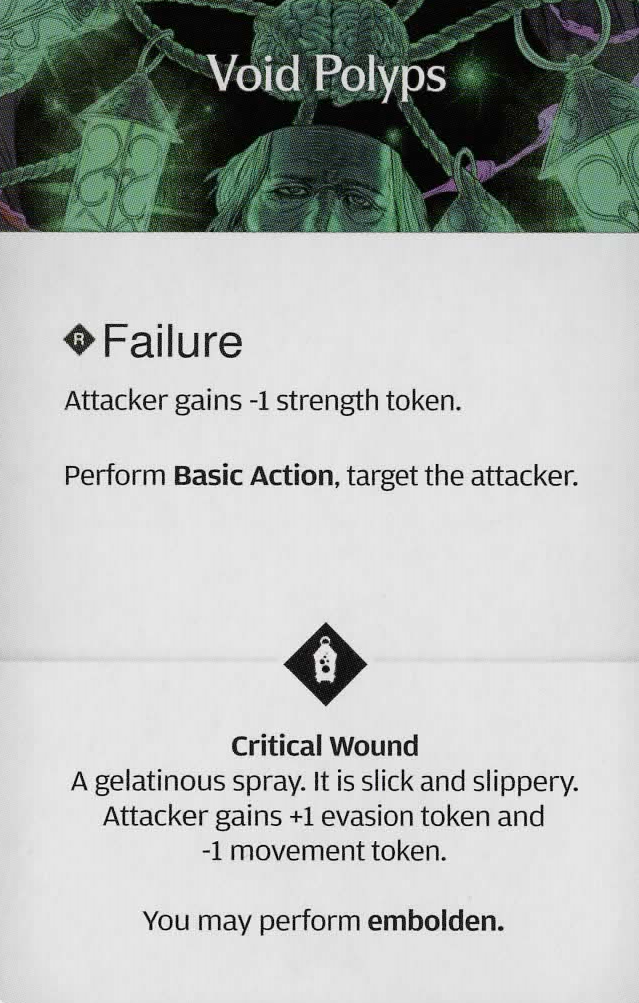 Void Polyps
R Failure
Attacker gains -1 strength token.
Perform Basic Action, target the attacker.
Critical Wound
A gelatinous spray. It is slick and slippery.
Attacker gains +1 evasion token and
-1 movement token.
You may perform embolden.